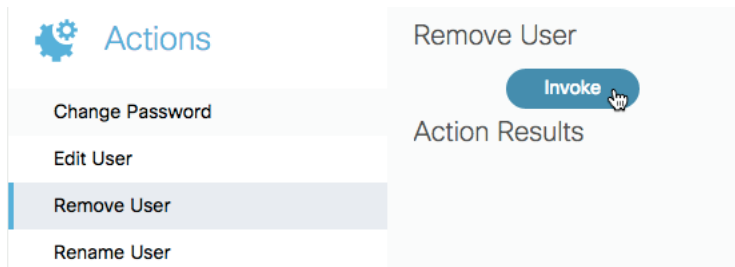 Actions
Change Password
Edit User
Remove User
Rename User
Remove User
Invoke
Action Results